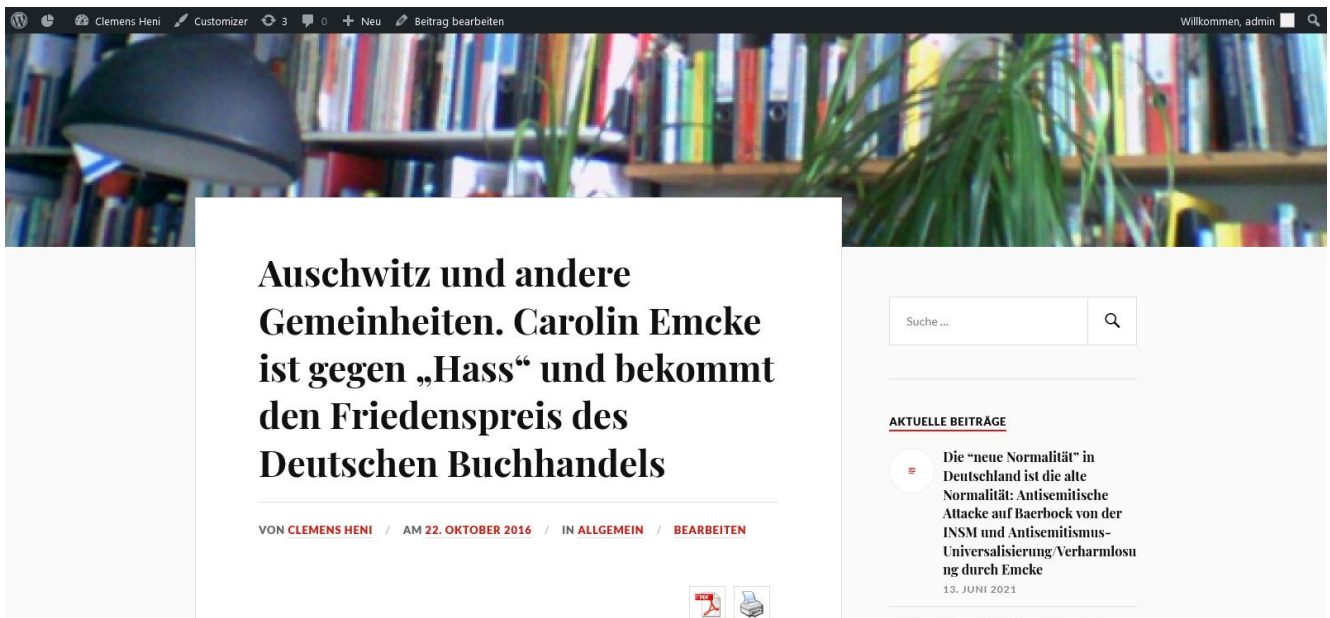 Clemens Heni Customizer 3 0 Neu Beitrag bearbeiten Willkommen, admin
Auschwitz und andere
Gemeinheiten. Carolin Emcke
ist gegen „Hass“ und bekommt
den Friedenspreis des
Deutschen Buchhandels
VON CLEMENS HENI / AM 22. OKTOBER 2016 / IN ALLGEMEIN / BEARBEITEN
PDF
Suche ...
AKTUELLE BEITRÄGE
Die “neue Normalität” in
Deutschland ist die alte
Normalität: Antisemitische
Attacke auf Baerbock von der
INSM und Antisemitismus-
Universalisierung/Verharmlosu
ng durch Emcke
13. JUNI 2021